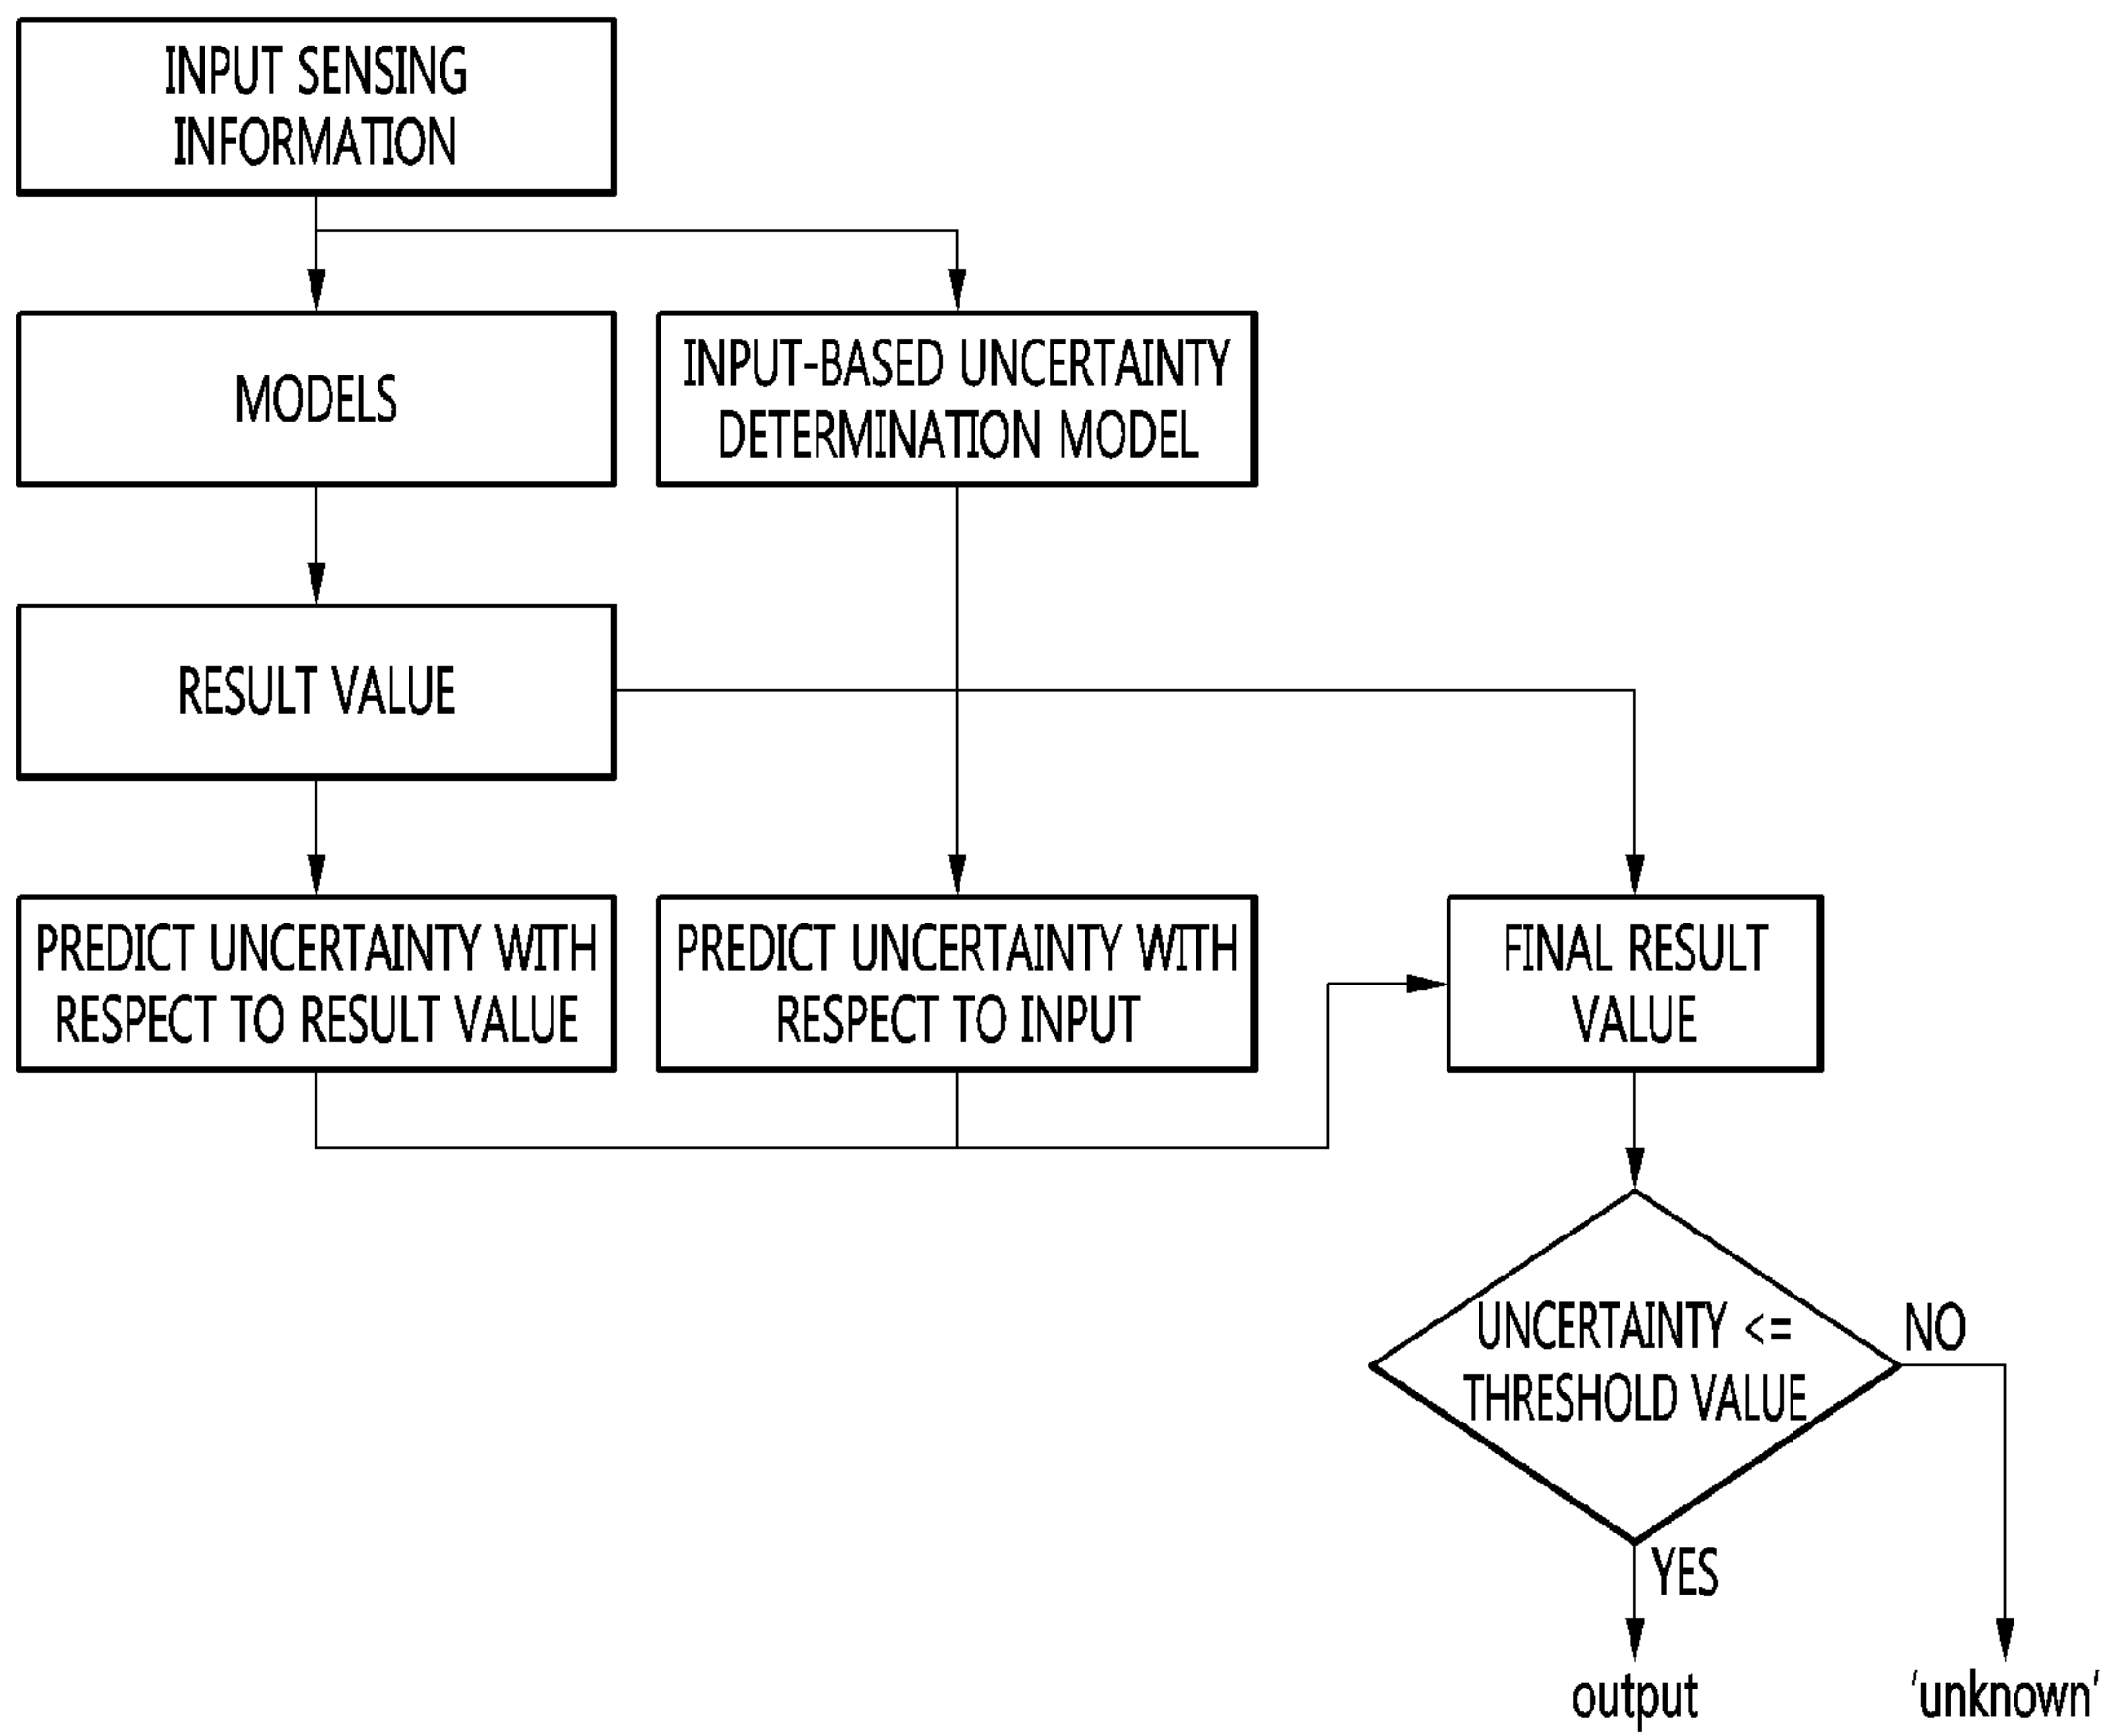 INPUT SENSING
INFORMATION
MODELS
INPUT-BASED UNCERTAINTY
DETERMINATION MODEL
RESULT VALUE
PREDICT UNCERTAINTY WITH
RESPECT TO RESULT VALUE
PREDICT UNCERTAINTY WITH
RESPECT TO INPUT
FINAL RESULT
VALUE
UNCERTAINTY <=
THRESHOLD VALUE
NO
YES
output
'unknown'